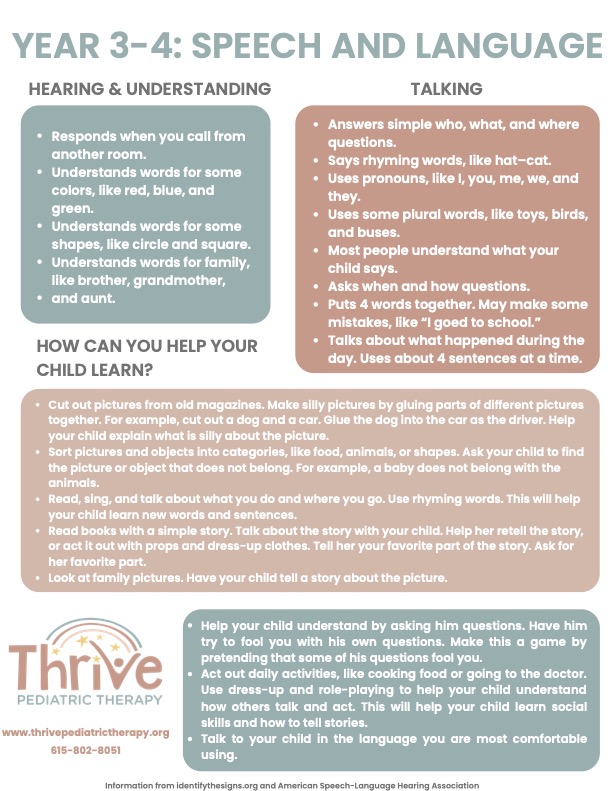 YEAR 3-4: SPEECH AND LANGUAGE
HEARING & UNDERSTANDING
• Responds when you call from
another room.
• Understands words for some
colors, like red, blue, and
green.
• Understands words for some
shapes, like circle and square.
• Understands words for family,
like brother, grandmother,
• and aunt.
TALKING
• Answers simple who, what, and where
questions.
• Says rhyming words, like hat–cat.
• Uses pronouns, like I, you, me, we, and
they.
• Uses some plural words, like toys, birds,
and buses.
• Most people understand what your
child says.
• Asks when and how questions.
• Puts 4 words together. May make some
mistakes, like “I goed to school.”
• Talks about what happened during the
day. Uses about 4 sentences at a time.
HOW CAN YOU HELP YOUR
CHILD LEARN?
• Cut out pictures from old magazines. Make silly pictures by gluing parts of different pictures
together. For example, cut out a dog and a car. Glue the dog into the car as the driver. Help
your child explain what is silly about the picture.
• Sort pictures and objects into categories, like food, animals, or shapes. Ask your child to find
the picture or object that does not belong. For example, a baby does not belong with the
animals.
• Read, sing, and talk about what you do and where you go. Use rhyming words. This will help
your child learn new words and sentences.
• Read books with a simple story. Talk about the story with your child. Help her retell the story,
or act it out with props and dress-up clothes. Tell her your favorite part of the story. Ask for
her favorite part.
• Look at family pictures. Have your child tell a story about the picture.
Thrive
PEDIATRIC THERAPY
www.thrivepediatrictherapy.org
615-802-8051
• Help your child understand by asking him questions. Have him
try to fool you with his own questions. Make this a game by
pretending that some of his questions fool you.
• Act out daily activities, like cooking food or going to the doctor.
Use dress-up and role-playing to help your child understand
how others talk and act. This will help your child learn social
skills and how to tell stories.
• Talk to your child in the language you are most comfortable
using.
Information from identifythesigns.org and American Speech-Language Hearing Association